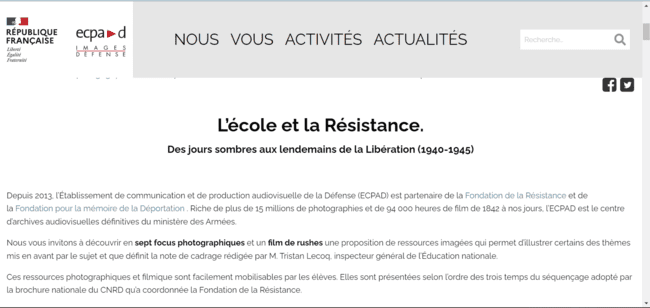 RÉPUBLIQUE
FRANÇAISE
Liberté
Égalité
Fraternité
ecpad
IMAGES
DÉFENSE
NOUS VOUS ACTIVITÉS ACTUALITÉS
Recherche...
L'école et la Résistance.
Des jours sombres aux lendemains de la Libération (1940-1945)
Depuis 2013, l'Établissement de communication et de production audiovisuelle de la Défense (ECPAD) est partenaire de la Fondation de la Résistance et de
la Fondation pour la mémoire de la Déportation . Riche de plus de 15 millions de photographies et de 94 000 heures de film de 1842 à nos jours, l'ECPAD est le centre
d'archives audiovisuelles définitives du ministère des Armées.
Nous vous invitons à découvrir en sept focus photographiques et un film de rushes une proposition de ressources imagées qui permet d'illustrer certains des thèmes
mis en avant par le sujet et que définit la note de cadrage rédigée par M. Tristan Lecoq, inspecteur général de l'Éducation nationale.
Ces ressources photographiques et filmique sont facilement mobilisables par les élèves. Elles sont présentées selon l'ordre des trois temps du séquençage adopté par
la brochure nationale du CNRD qu'a coordonnée la Fondation de la Résistance.